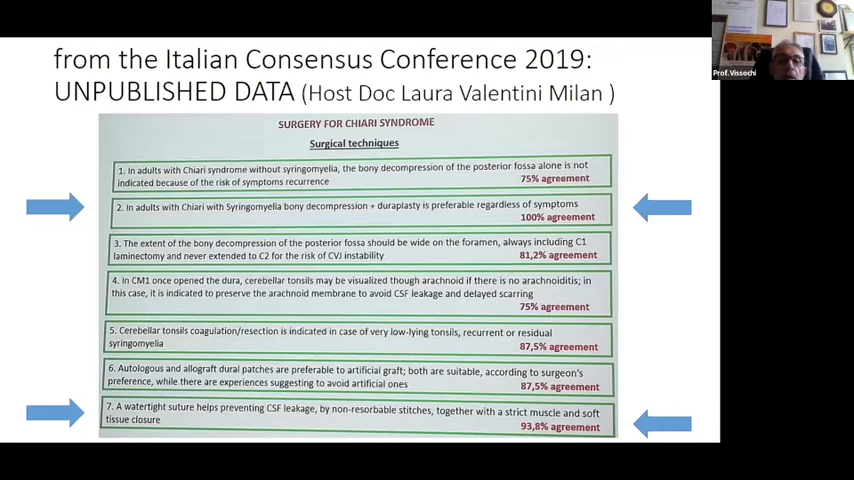 from the Italian Consensus Conference 2019:
UNPUBLISHED DATA (Host Doc Laura Valentini Milan )
Prof.Vissochi
SURGERY FOR CHIARI SYNDROME
Surgical techniques
1. In adults with Chiari syndrome without syringomyelia, the bony decompression of the posterior fossa alone is not
indicated because of the risk of symptoms recurrence
75% agreement
2. In adults with Chiari with Syringomyelia bony decompression + duraplasty is preferable regardless of symptoms
100% agreement
3. The extent of the bony decompression of the posterior fossa should be wide on the foramen, always including C1
laminectomy and never extended to C2 for the risk of CVJ instability
81,2% agreement
4. In CM1 once opened the dura, cerebellar tonsils may be visualized though arachnoid if there is no arachnoiditis; in
this case, it is indicated to preserve the arachnoid membrane to avoid CSF leakage and delayed scarring
75% agreement
5. Cerebellar tonsils coagulation/resection is indicated in case of very low-lying tonsils, recurrent or residual
syringomyelia
87,5% agreement
6. Autologous and allograft dural patches are preferable to artificial graft; both are suitable, according to surgeon's
preference, while there are experiences suggesting to avoid artificial ones
87,5% agreement
7. A watertight suture helps preventing CSF leakage, by non-resorbable stitches, together with a strict muscle and soft
tissue closure
93,8% agreement